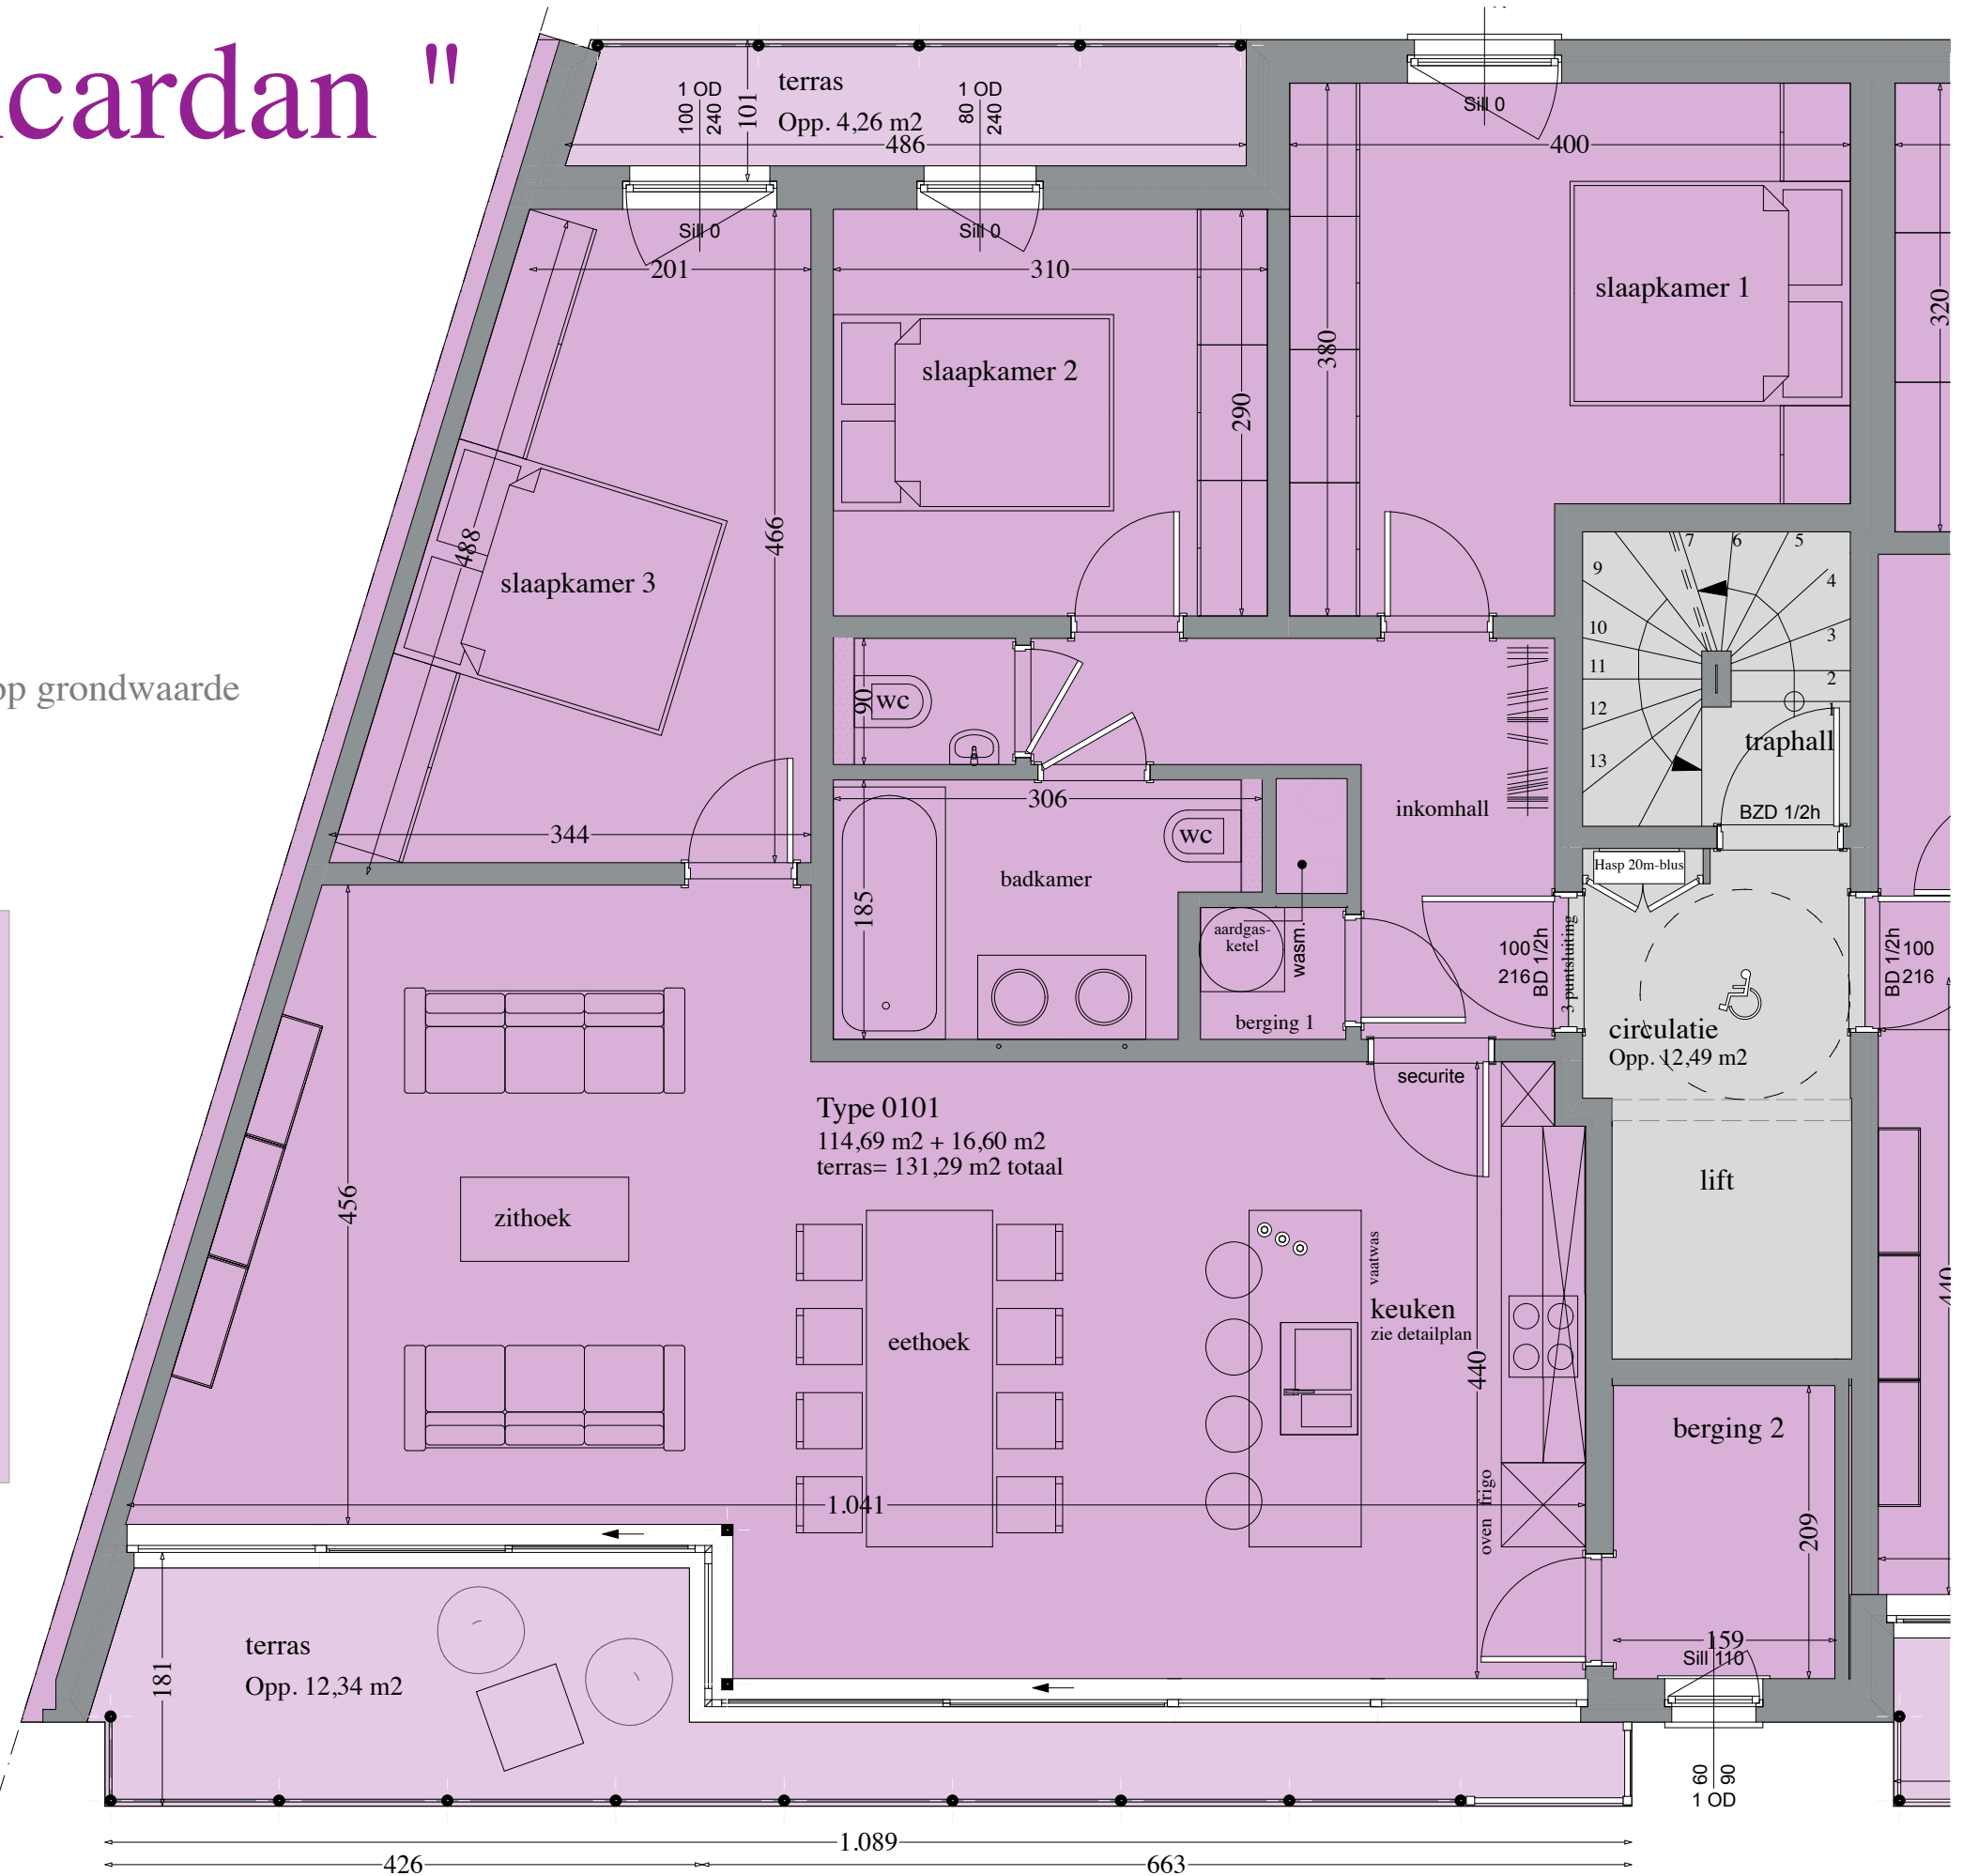 cardan "
terras
Opp. 4,26 m2
1 OD
100
240
101
1 OD
80
240
486
Sill 0
400
Sill 0
Sill 0
201
310
slaapkamer 1
320
380
slaapkamer 2
290
466
488
slaapkamer 3
op grondwaarde
7
6
5
4
9
10
3
11
2
12
1
13
traphall
90
wc
306
wc
inkomhall
BZD 1/2h
344
Hasp 20m-blus
badkamer
185
aardgas-
ketel
wasm.
berging 1
100
216
BD 1/2h
3 puntsluiting
BD 1/2h
100
216
circulatie
Opp. 12,49 m2
securite
Type 0101
114,69 m2 + 16,60 m2
terras= 131,29 m2 totaal
lift
456
zithoek
vaatwas
keuken
zie detailplan
eethoek
440
440
berging 2
1.041
oven
frigo
209
159
Sill 110
terras
Opp. 12,34 m2
181
60
90
1 OD
1.089
426
663